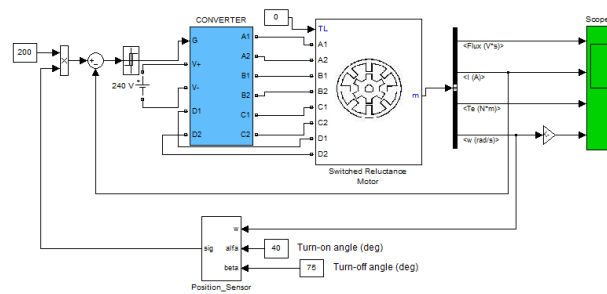 CONVERTER
0
TL
Scope
200
G
A1
A1
<Flux (V*s)>
V+
A2
A2
B1
B1
<I (A)>
240 V
V-
B2
B2
m
C1
C1
<Te (N*m)>
D1
C2
C2
D1
D2
D2
<w (rad/s)>
Switched Reluctance
Motor
w
sig
alfa
40
Turn-on angle (deg)
beta
75
Turn-off angle (deg)
Position_Sensor